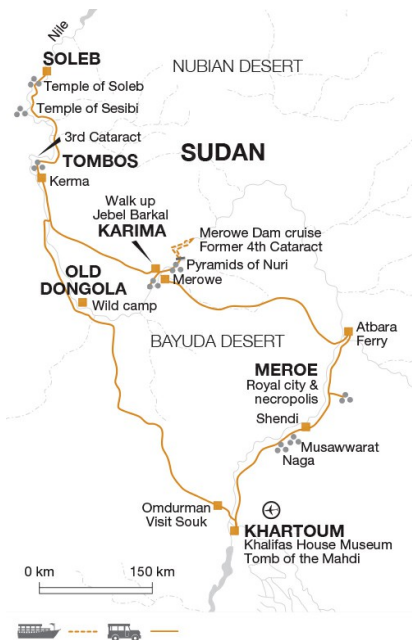 Nile
SOLEB
NUBIAN DESERT
Temple of Soleb
Temple of Sesibi
3rd Cataract
TOMBOS
SUDAN
Kerma
Walk up
Jebel Barkal
KARIMA
Merowe Dam cruise
Former 4th Cataract
Pyramids of Nuri
Merowe
OLD
DONGOLA
Wild camp
BAYUDA DESERT
Atbara
Ferry
MEROE
Royal city &
necropolis
Shendi
Musawwarat
Naga
Omdurman
Visit Souk
KHARTOUM
Khalifas House Museum
Tomb of the Mahdi
0 km 150 km